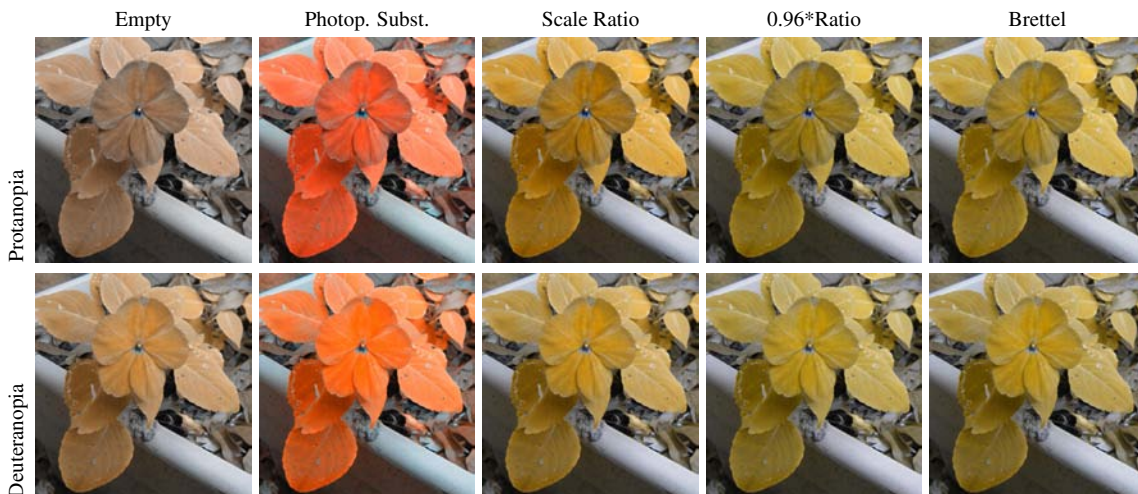 Empty Photop. Subst. Scale Ratio 0.96*Ratio Brettel
Protanopia
Deuteranopia